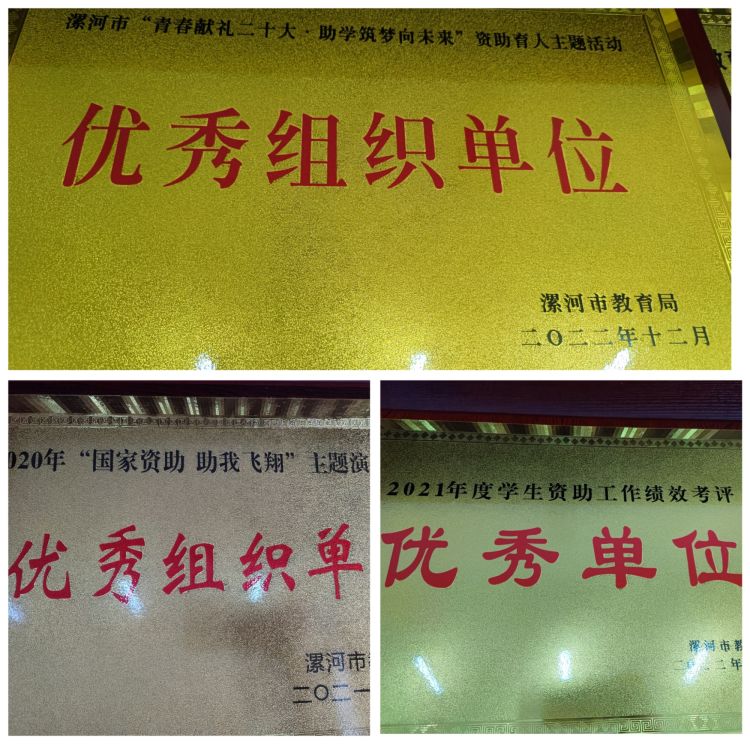 漯河市“青春献礼二十大·助学筑梦向未来”资助育人主题活动
优秀组织单位
漯河市教育局
二〇二二年十二月
020年“国家资助 助我飞翔”主题演
优秀组织单
漯河市
二〇二一
2021年度学生资助工作绩效考评
优秀单位
漯河市教
二〇二二年